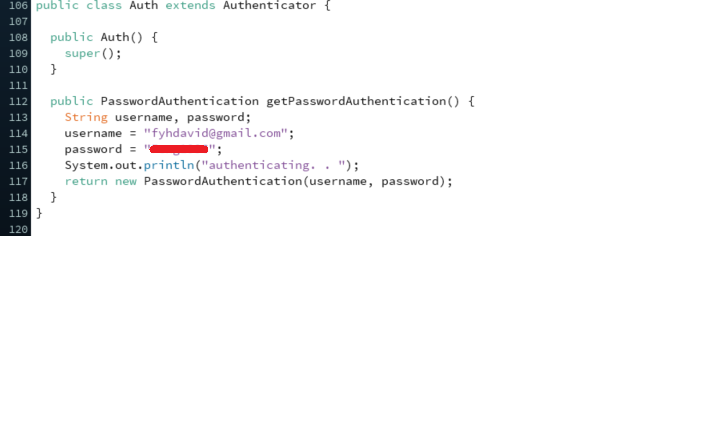 106 public class Auth extends Authenticator {
107
108 public Auth() {
109 super();
110 }
111
112 public PasswordAuthentication getPasswordAuthentication() {
113 String username, password;
114 username = "fyhdavid@gmail.com";
115 password = "";
116 System.out.println("authenticating. . ");
117 return new PasswordAuthentication(username, password);
118 }
119 }
120